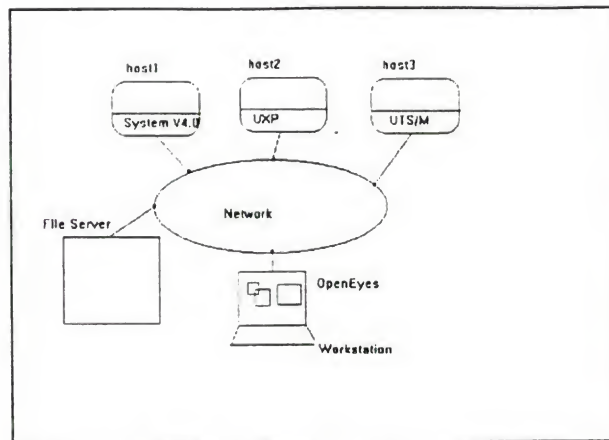 host1
host2
host3
System V4.0
UXP
UTS/M
Network
File Server
OpenEyes
Workstation